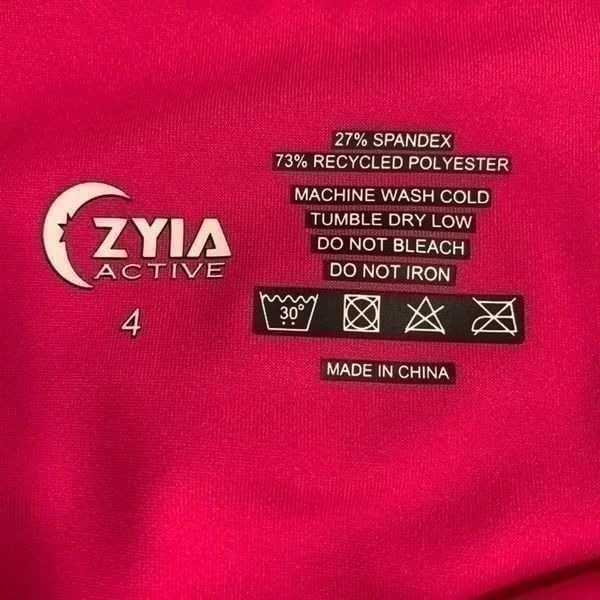 ZYIA
ACTIVE
4
27% SPANDEX
73% RECYCLED POLYESTER
MACHINE WASH COLD
TUMBLE DRY LOW
DO NOT BLEACH
DO NOT IRON
30°
MADE IN CHINA